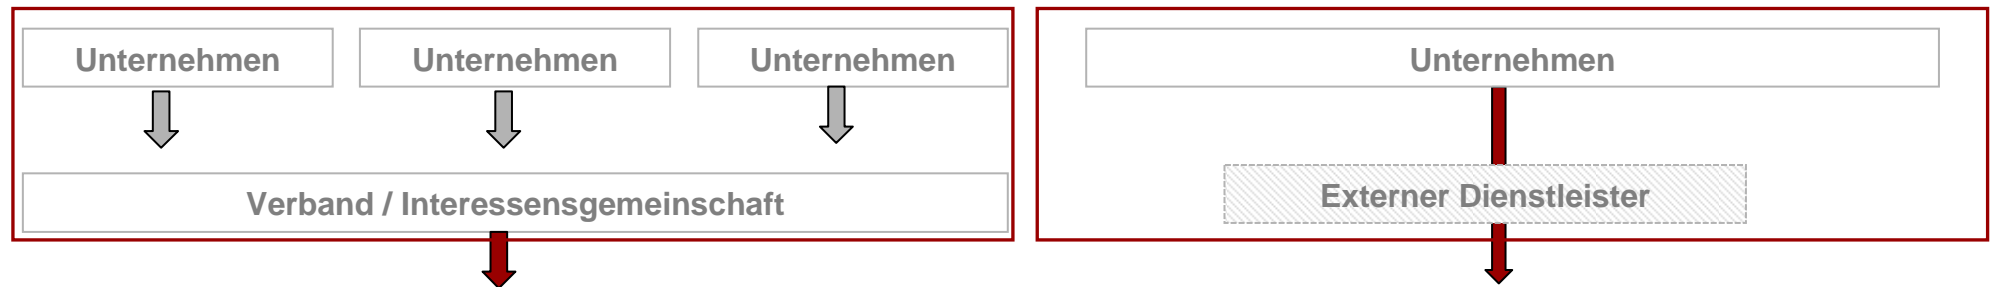 Unternehmen Unternehmen Unternehmen
Verband / Interessensgemeinschaft
Unternehmen
Externer Dienstleister